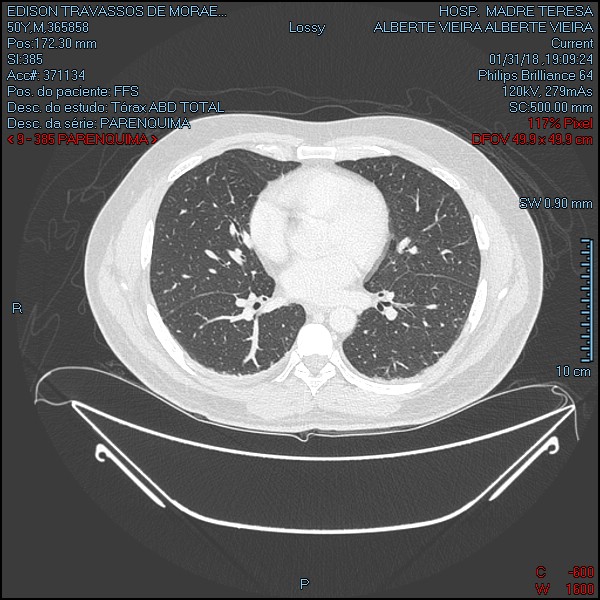 EDISON TRAVASSOS DE MORAE...
50Y,M,365858
Pos:172.30 mm
SI:385
Acc#: 371134
Pos. do paciente: FFS
Desc. do estudo: Tórax ABD TOTAL
Desc. da série: PARENQUIMA
< 9 - 385 PARENQUIMA >
Lossy
HOSP. MADRE TERESA
ALBERTE VIEIRA ALBERTE VIEIRA
Current
01/31/18 ,19:09:24
Philips Brilliance 64
120kV, 279mAs
SC:500.00 mm
117% Pixel
DFOV 49.9 x 49.9 cm
SW 0.90 mm
R
10 cm
P
C -600
W 1600